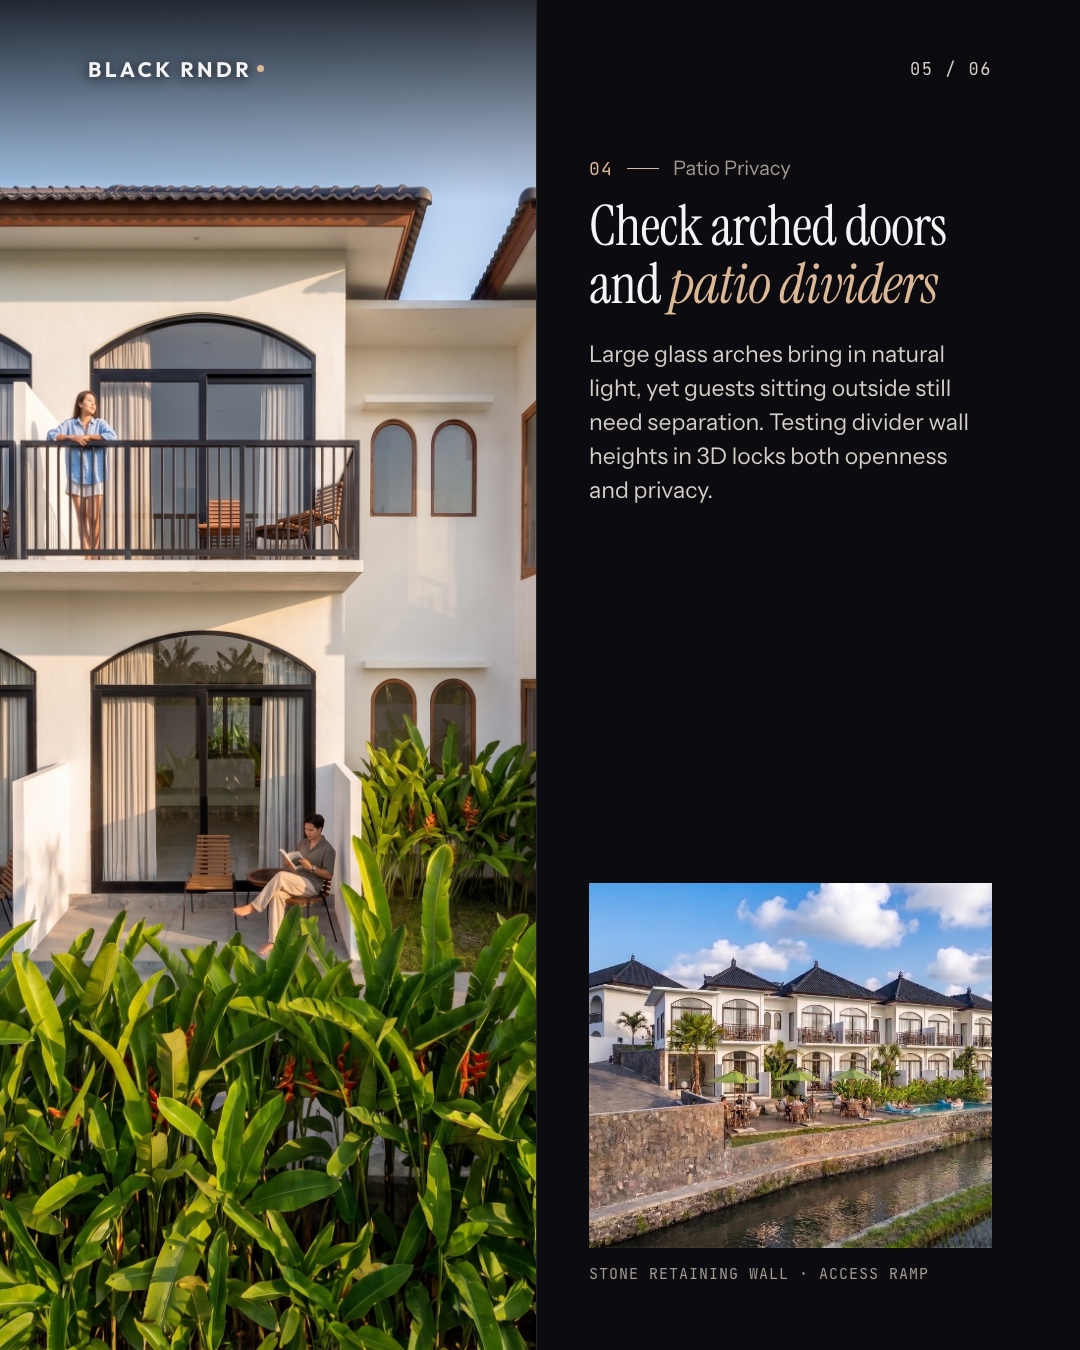 BLACK RNDR
05 / 06
04 — Patio Privacy
Check arched doors
and patio dividers
Large glass arches bring in natural
light, yet guests sitting outside still
need separation. Testing divider wall
heights in 3D locks both openness
and privacy.
STONE RETAINING WALL · ACCESS RAMP